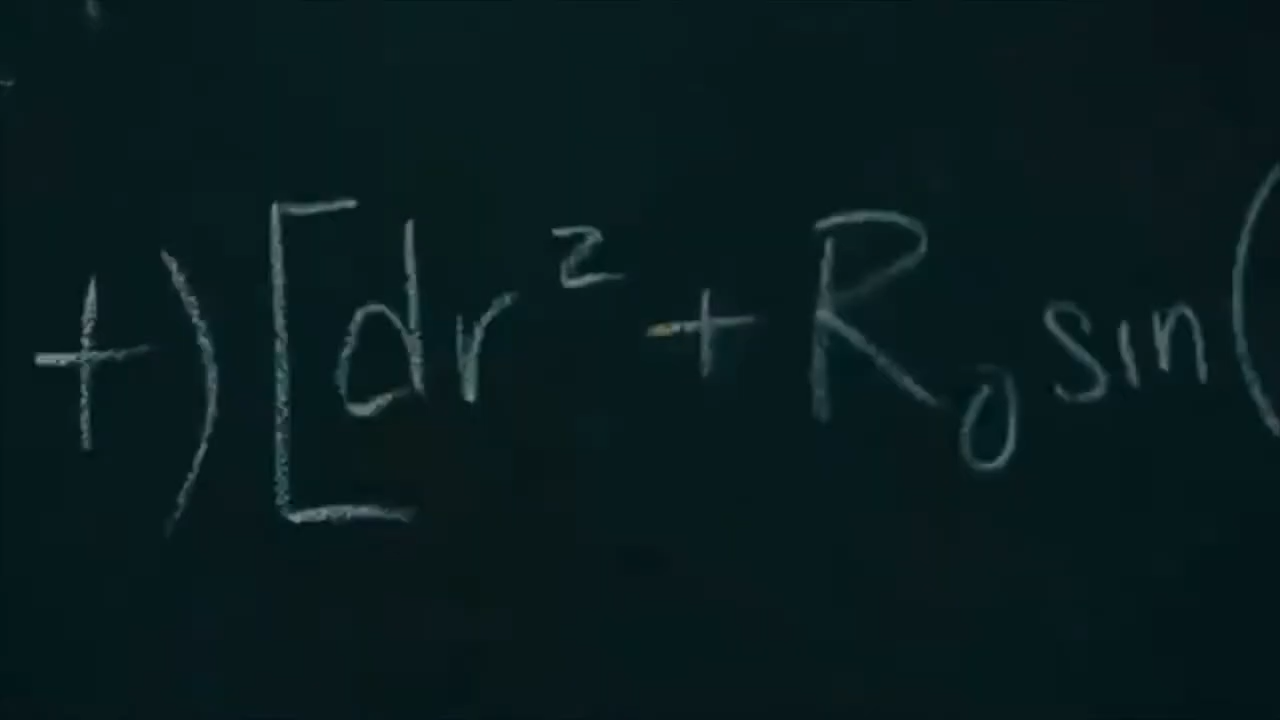 t) [dr² + R₀ sin(